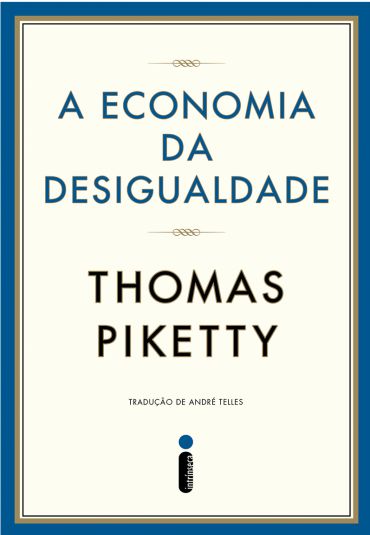 A ECONOMIA
DA
DESIGUALDADE
THOMAS
PIKETTY
TRADUÇÃO DE ANDRÉ TELLES
intrínseca